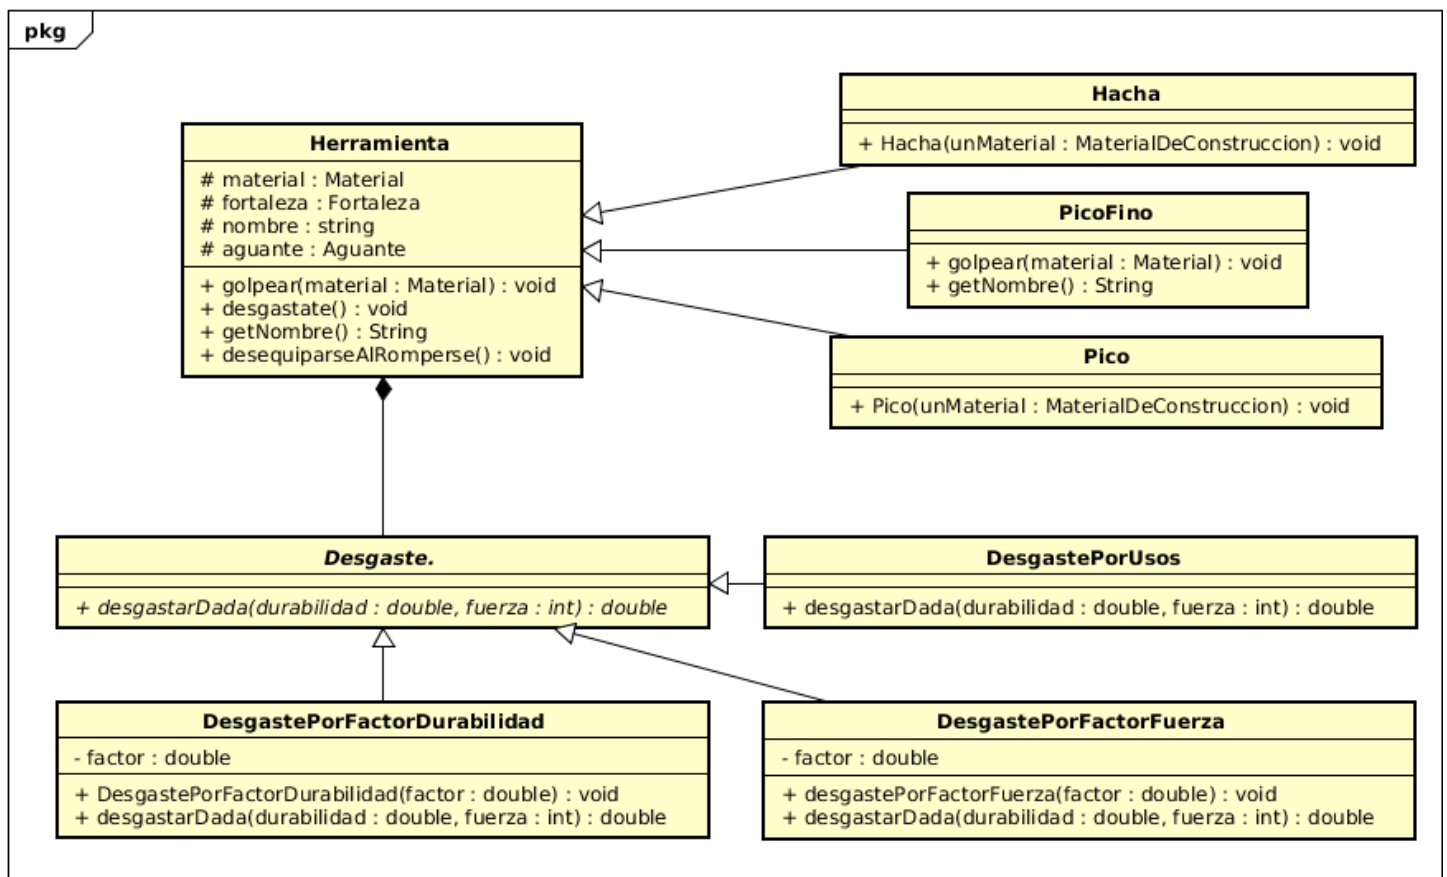 pkg
Hacha
+ Hacha(unMaterial : MaterialDeConstruccion) : void
Herramienta
# material : Material
# fortaleza : Fortaleza
# nombre : string
# aguante : Aguante
+ golpear(material : Material) : void
+ desgastate() : void
+ getNombre() : String
+ desequiparseAlRomperse() : void
PicoFino
+ golpear(material : Material) : void
+ getNombre() : String
Pico
+ Pico(unMaterial : MaterialDeConstruccion) : void
Desgaste.
+ desgastarDada(durabilidad : double, fuerza : int) : double
DesgastePorUsos
+ desgastarDada(durabilidad : double, fuerza : int) : double
DesgastePorFactorDurabilidad
- factor : double
+ DesgastePorFactorDurabilidad(factor : double) : void
+ desgastarDada(durabilidad : double, fuerza : int) : double
DesgastePorFactorFuerza
- factor : double
+ desgastePorFactorFuerza(factor : double) : void
+ desgastarDada(durabilidad : double, fuerza : int) : double